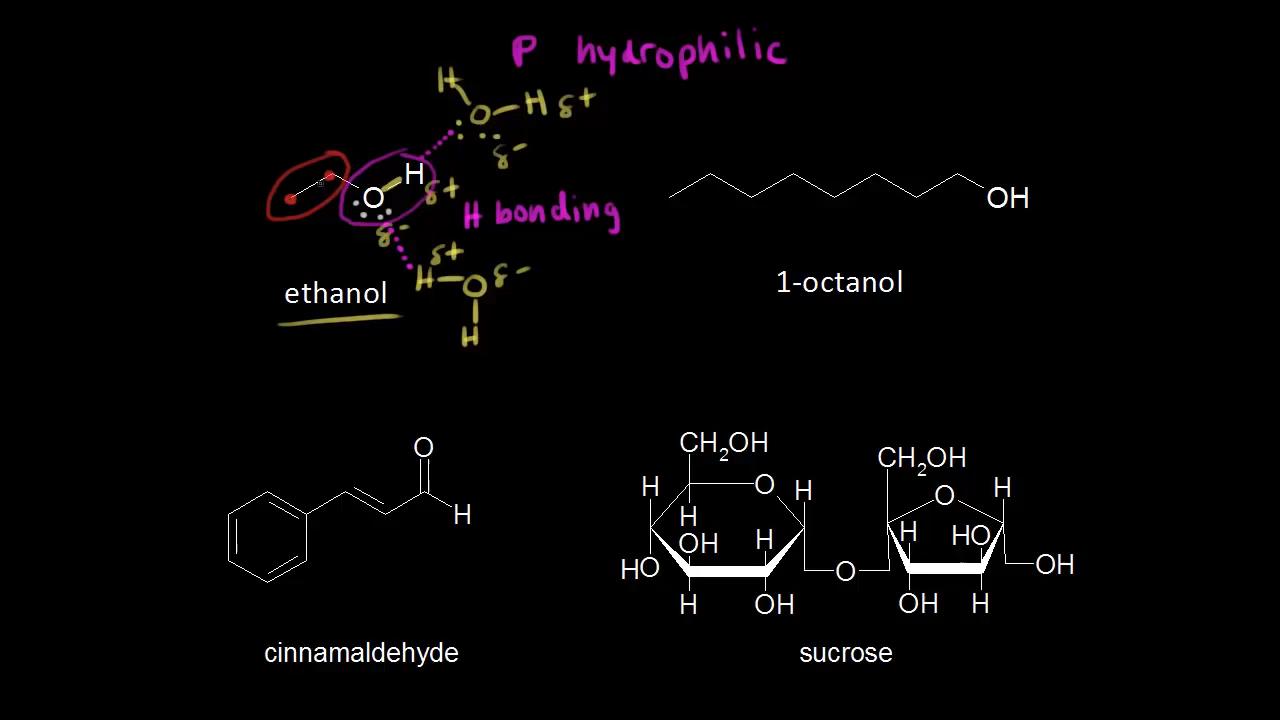 P hydrophilic
H
O H δ+
δ-
H
O δ+
δ-
H bonding
δ+
H O δ-
H
ethanol
OH
1-octanol
O
H
cinnamaldehyde
CH2OH
H O H
H
OH H
HO
H OH
O
CH2OH
O H
H HO
OH
OH H
sucrose